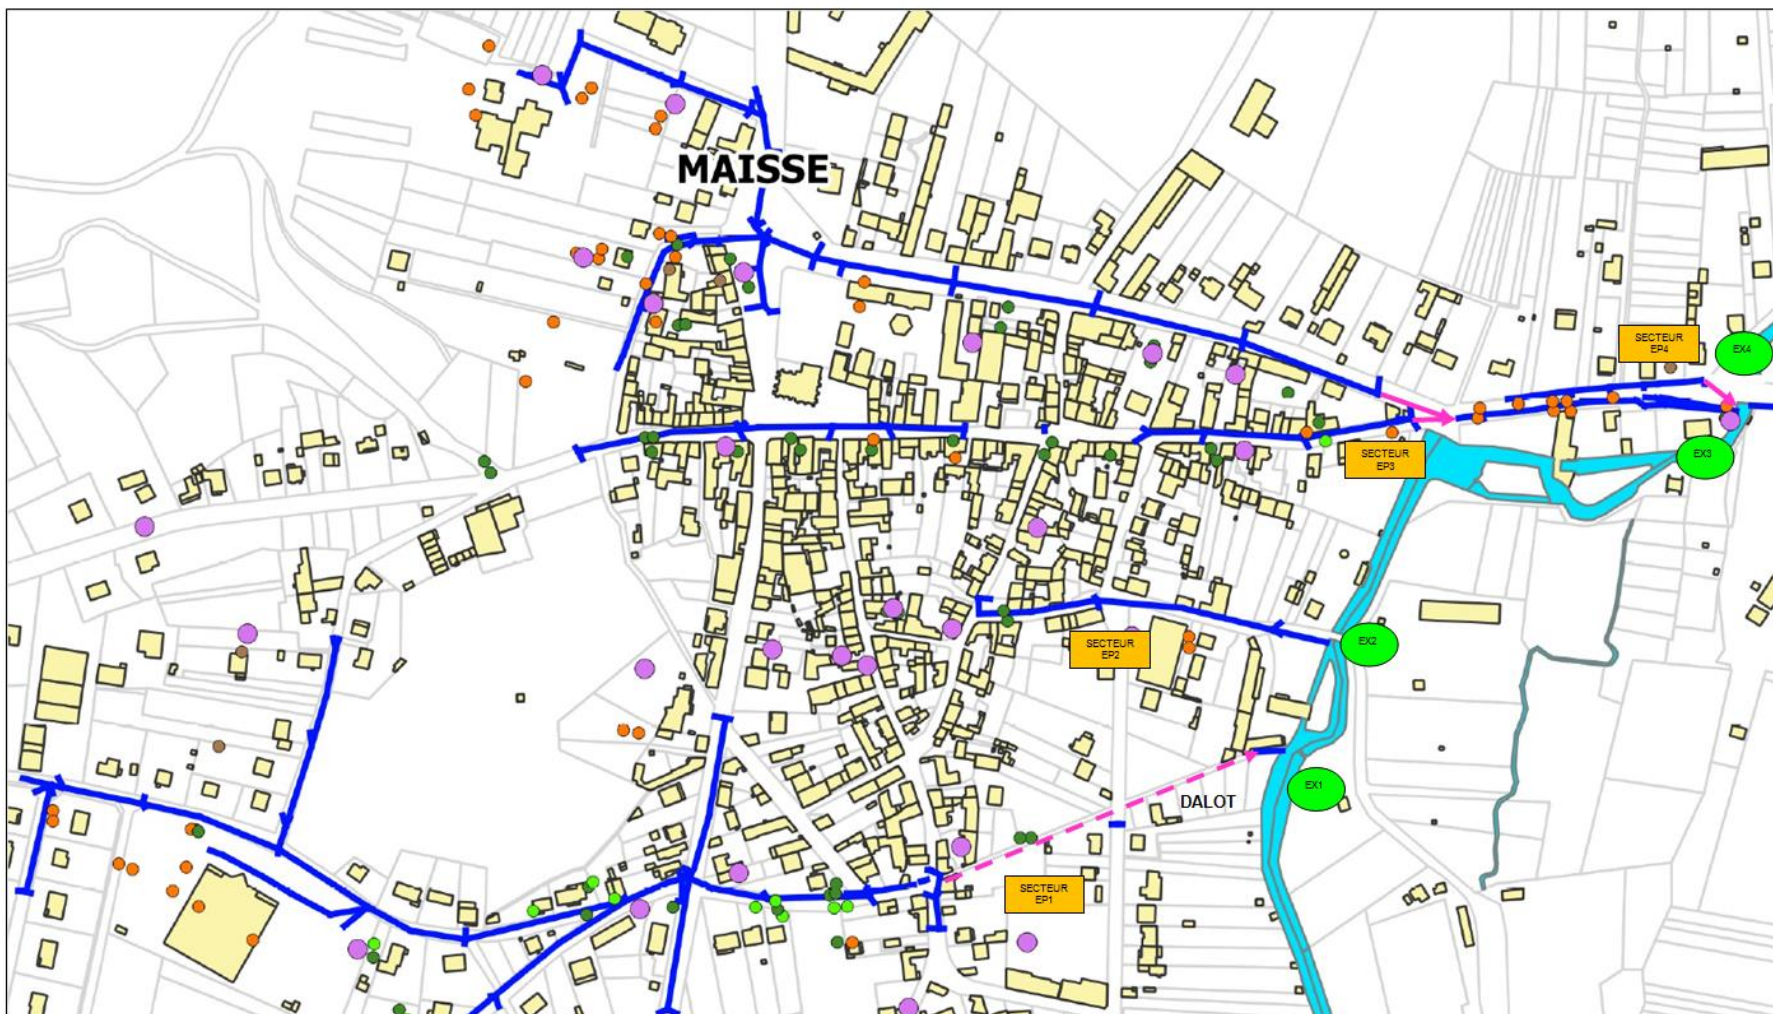 MAISSE
SECTEUR
EP4
EX4
SECTEUR
EP3
EX3
SECTEUR
EP2
EX2
EX1
DALOT
SECTEUR
EP1